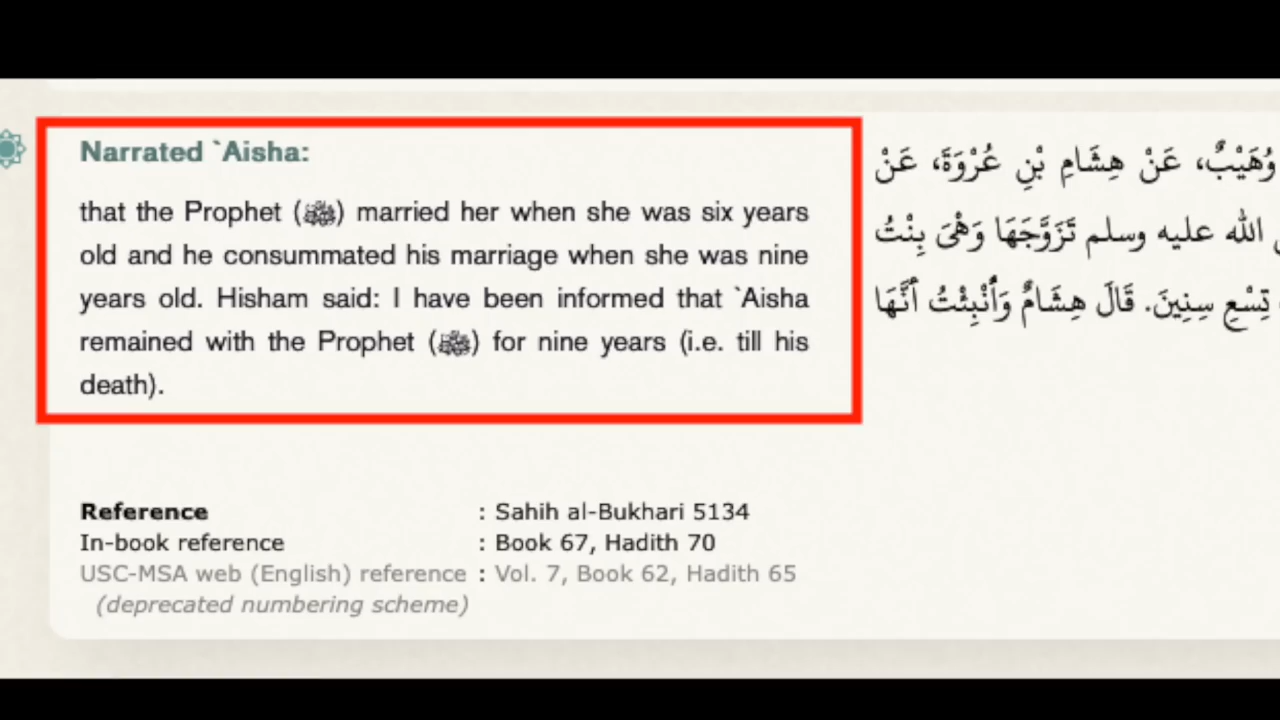 Narrated `Aisha:
that the Prophet (ﷺ) married her when she was six years
old and he consummated his marriage when she was nine
years old. Hisham said: I have been informed that `Aisha
remained with the Prophet (ﷺ) for nine years (i.e. till his
death).
وُهَيْبٌ، عَنْ هِشَامِ بْنِ عُرْوَةَ، عَنْ
الله عليه وسلم تَزَوَّجَهَا وَهْىَ بِنْتُ
تِسْعِ سِنِينَ. قَالَ هِشَامٌ وَأُنْبِئْتُ أَنَّهَا
Reference : Sahih al-Bukhari 5134
In-book reference : Book 67, Hadith 70
USC-MSA web (English) reference : Vol. 7, Book 62, Hadith 65
(deprecated numbering scheme)